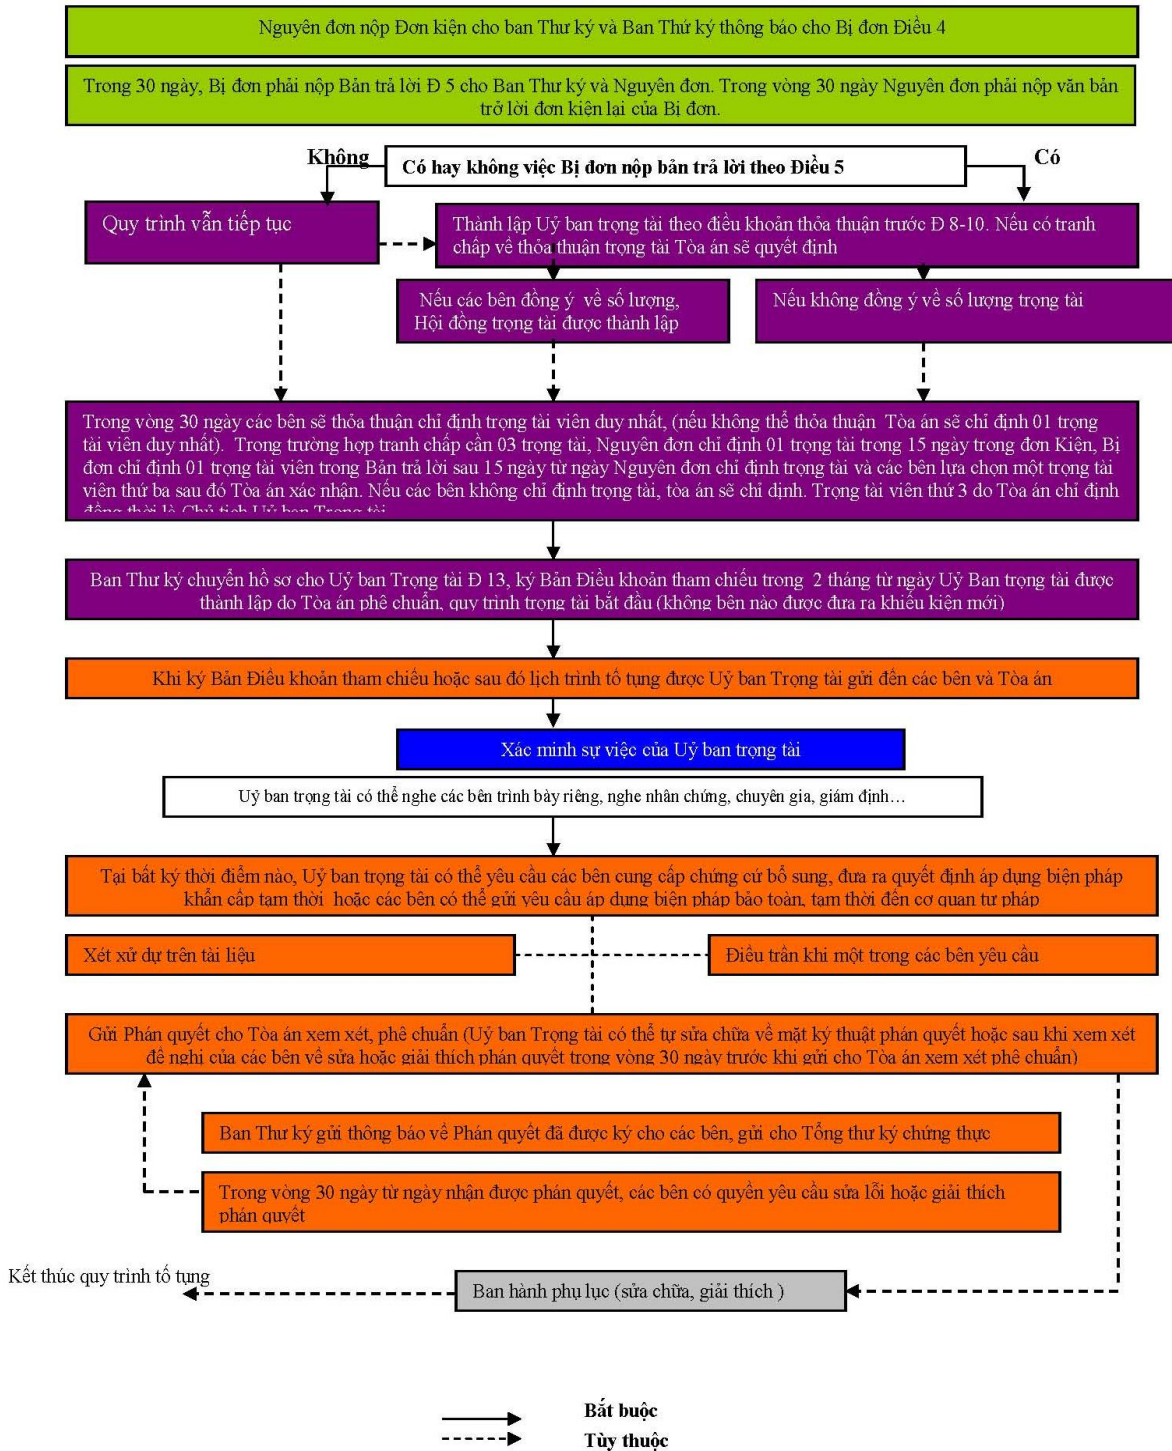 Nguyên đơn nộp Đơn kiện cho ban Thư ký và Ban Thứ ký thông báo cho Bị đơn Điều 4
Trong 30 ngày, Bị đơn phải nộp Bản trả lời Đ 5 cho Ban Thư ký và Nguyên đơn. Trong vòng 30 ngày Nguyên đơn phải nộp văn bản
trở lời đơn kiện lại của Bị đơn.
Không
Có hay không việc Bị đơn nộp bản trả lời theo Điều 5
Có
Quy trình vẫn tiếp tục
Thành lập Uỷ ban trọng tài theo điều khoản thỏa thuận trước Đ 8-10. Nếu có tranh
chấp về thỏa thuận trọng tài Tòa án sẽ quyết định
Nếu các bên đồng ý về số lượng,
Hội đồng trọng tài được thành lập
Nếu không đồng ý về số lượng trọng tài
Trong vòng 30 ngày các bên sẽ thỏa thuận chỉ định trọng tài viên duy nhất, (nếu không thể thỏa thuận Tòa án sẽ chỉ định 01 trọng
tài viên duy nhất). Trong trường hợp tranh chấp cần 03 trọng tài, Nguyên đơn chỉ định 01 trọng tài trong 15 ngày trong đơn Kiện, Bị
đơn chỉ định 01 trọng tài viên trong Bản trả lời sau 15 ngày từ ngày Nguyên đơn chỉ định trọng tài và các bên lựa chọn một trọng tài
viên thứ ba sau đó Tòa án xác nhận. Nếu các bên không chỉ định trọng tài, tòa án sẽ chỉ dịnh. Trọng tài viên thứ 3 do Tòa án chỉ định
đồng thời là Chủ tịch Uỷ ban Trọng tài
Ban Thư ký chuyển hồ sơ cho Uỷ ban Trọng tài Đ 13, ký Bản Điều khoản tham chiếu trong 2 tháng từ ngày Uỷ Ban trọng tài được
thành lập do Tòa án phê chuẩn, quy trình trọng tài bắt đầu (không bên nào được đưa ra khiếu kiện mới)
Khi ký Bản Điều khoản tham chiếu hoặc sau đó lịch trình tố tụng được Uỷ ban Trọng tài gửi đến các bên và Tòa án
Xác minh sự việc của Uỷ ban trọng tài
Uỷ ban trọng tài có thể nghe các bên trình bày riêng, nghe nhân chứng, chuyên gia, giám định…
Tại bất kỳ thời điểm nào, Uỷ ban trọng tài có thể yêu cầu các bên cung cấp chứng cứ bổ sung, đưa ra quyết định áp dụng biện pháp
khẩn cấp tạm thời hoặc các bên có thể gửi yêu cầu áp dụng biện pháp bảo toàn, tạm thời đến cơ quan tư pháp
Xét xử dự trên tài liệu
Điều trần khi một trong các bên yêu cầu
Gửi Phán quyết cho Tòa án xem xét, phê chuẩn (Uỷ ban Trọng tài có thể tự sửa chữa về mặt kỹ thuật phán quyết hoặc sau khi xem xét
đề nghị của các bên về sửa hoặc giải thích phán quyết trong vòng 30 ngày trước khi gửi cho Tòa án xem xét phê chuẩn)
Ban Thư ký gửi thông báo về Phán quyết đã được ký cho các bên, gửi cho Tổng thư ký chứng thực
Trong vòng 30 ngày từ ngày nhận được phán quyết, các bên có quyền yêu cầu sửa lỗi hoặc giải thích
phán quyết
Kết thúc quy trình tố tụng
Ban hành phụ lục (sửa chữa, giải thích )
Bắt buộc
Tùy thuộc